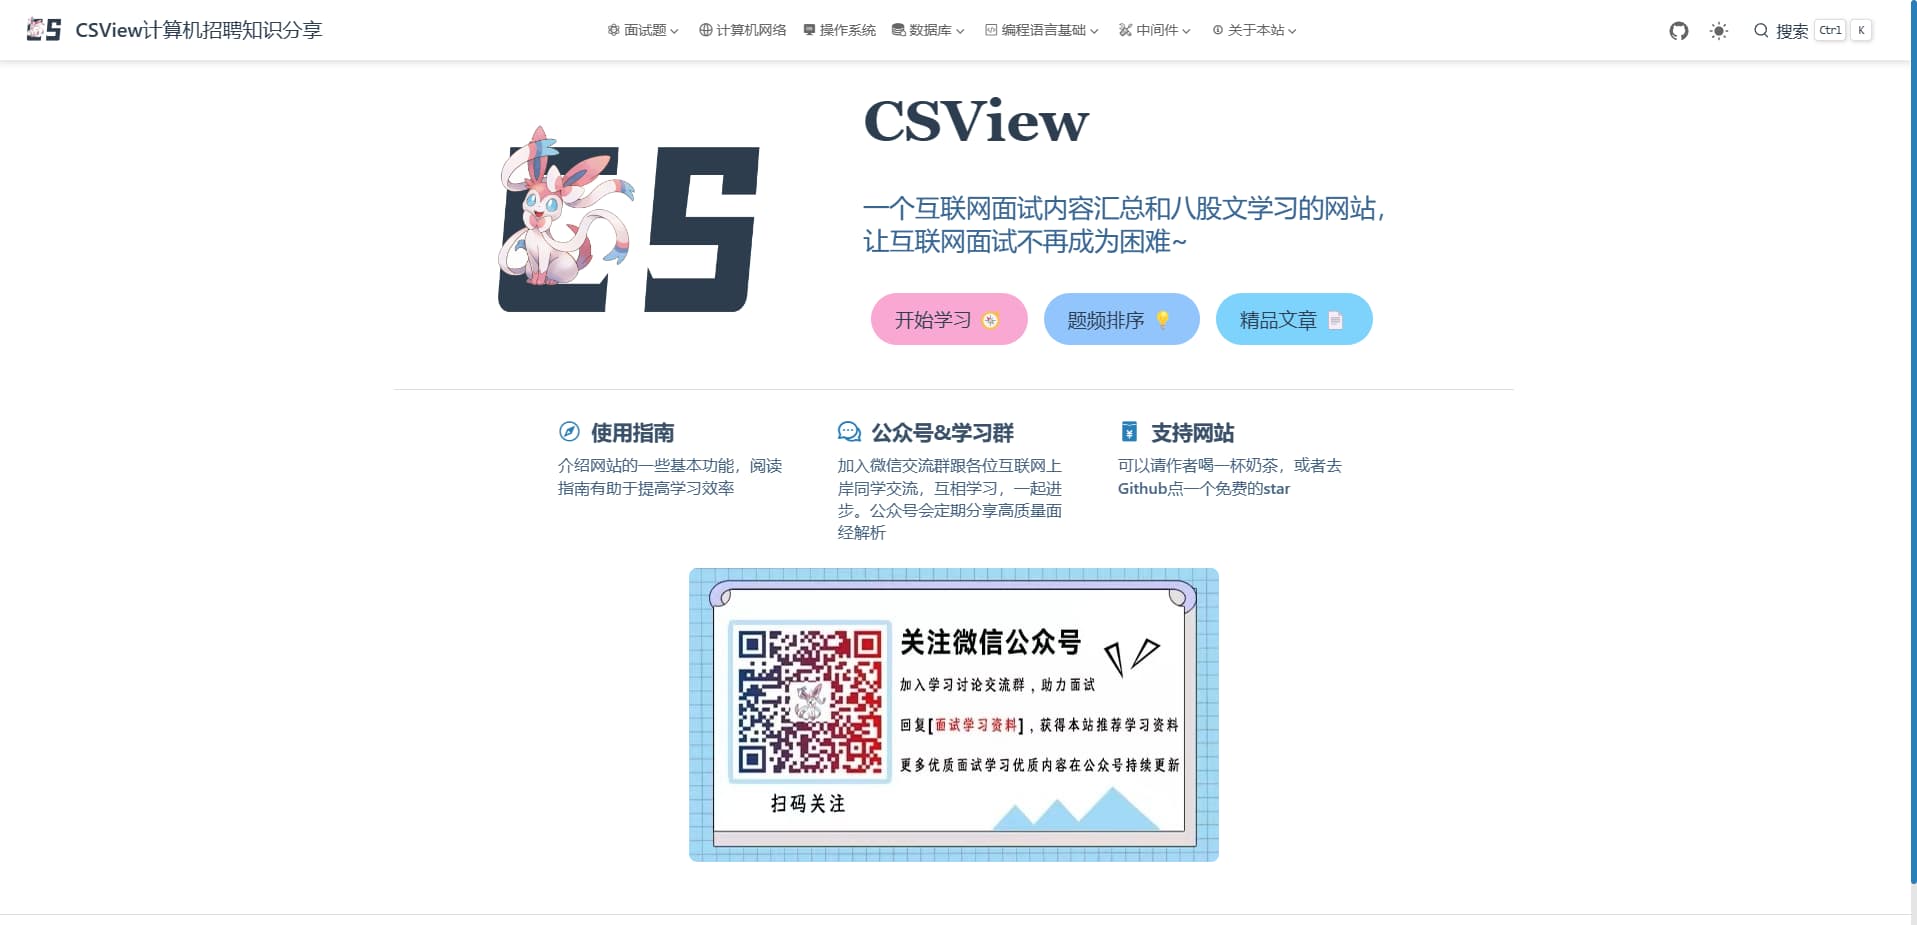 CSView计算机招聘知识分享
面试题
计算机网络
操作系统
数据库
编程语言基础
中间件
关于本站
搜索 Ctrl K
CS
CSView
一个互联网面试内容汇总和八股文学习的网站，
让互联网面试不再成为困难~
开始学习
题频排序
精品文章
使用指南
介绍网站的一些基本功能，阅读
指南有助于提高学习效率
公众号&学习群
加入微信交流群跟各位互联网上
岸同学交流，互相学习，一起进
步。公众号会定期分享高质量面
经解析
支持网站
可以请作者喝一杯奶茶，或者去
Github点一个免费的star
关注微信公众号
加入学习讨论交流群，助力面试
回复[面试学习资料]，获得本站推荐学习资料
更多优质面试学习优质内容在公众号持续更新
扫码关注